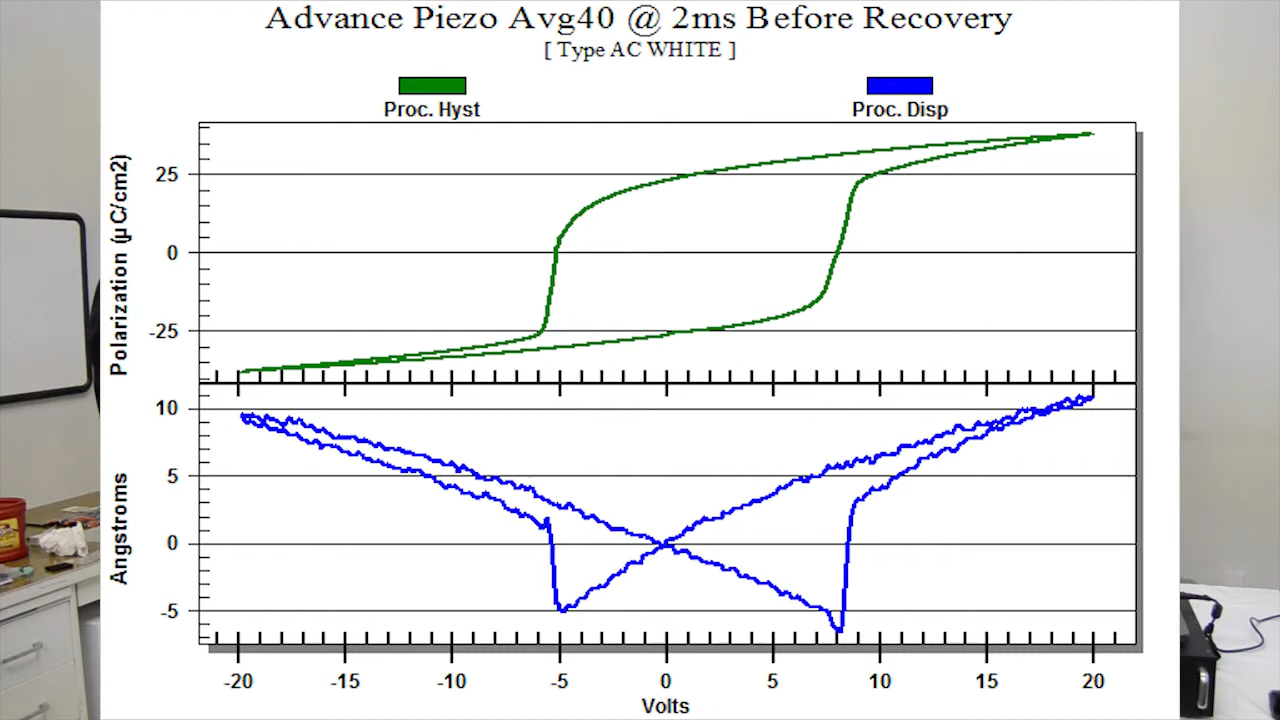 Advance Piezo Avg40 @ 2ms Before Recovery
[ Type AC WHITE ]
Proc. Hyst
Proc. Disp
Polarization (µC/cm2)
25
0
-25
Angstroms
10
5
0
-5
-20 -15 -10 -5 0 5 10 15 20
Volts